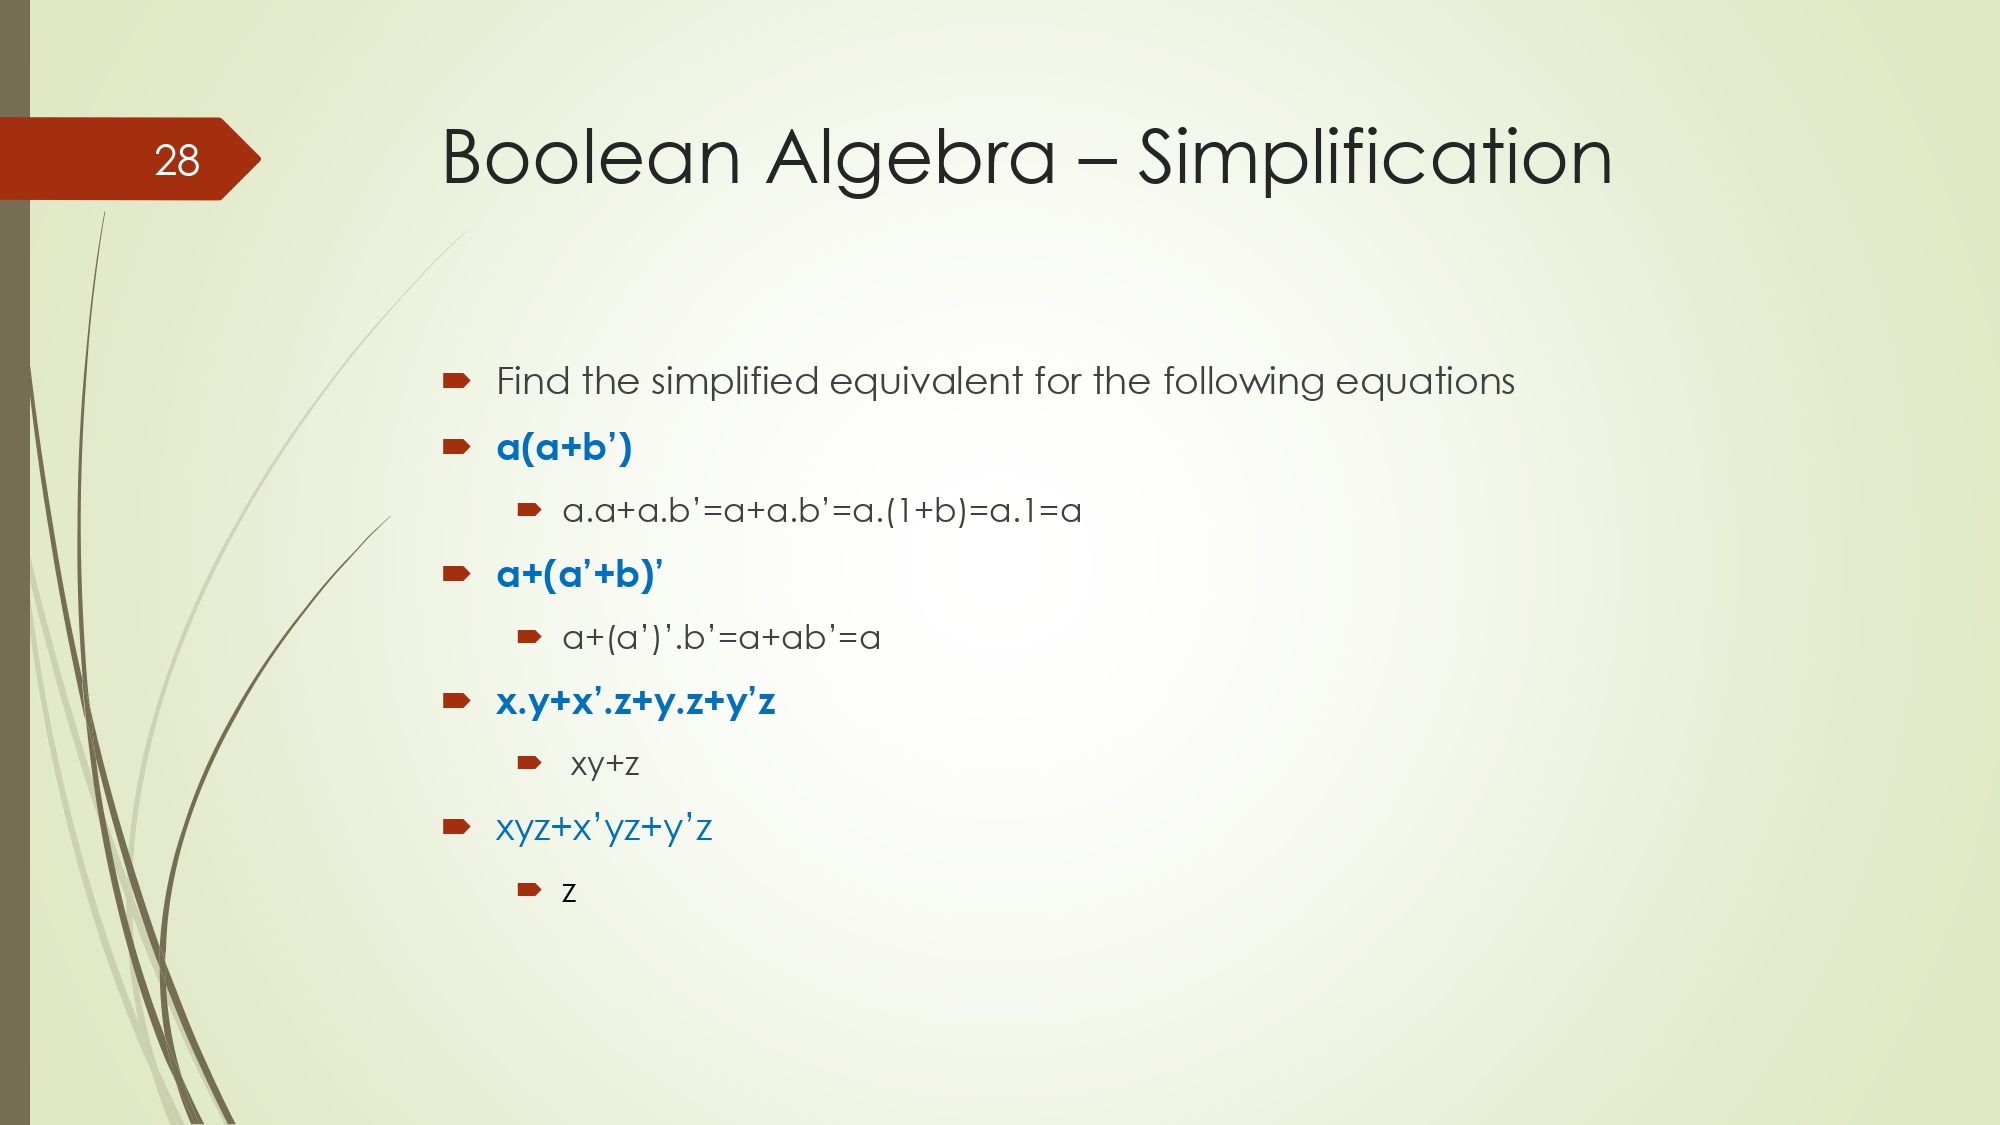 28
Boolean Algebra – Simplification
Find the simplified equivalent for the following equations
a(a+b’)
a.a+a.b’=a+a.b’=a.(1+b)=a.1=a
a+(a’+b)’
a+(a’)’.b’=a+ab’=a
x.y+x’.z+y.z+y’z
xy+z
xyz+x’yz+y’z
z